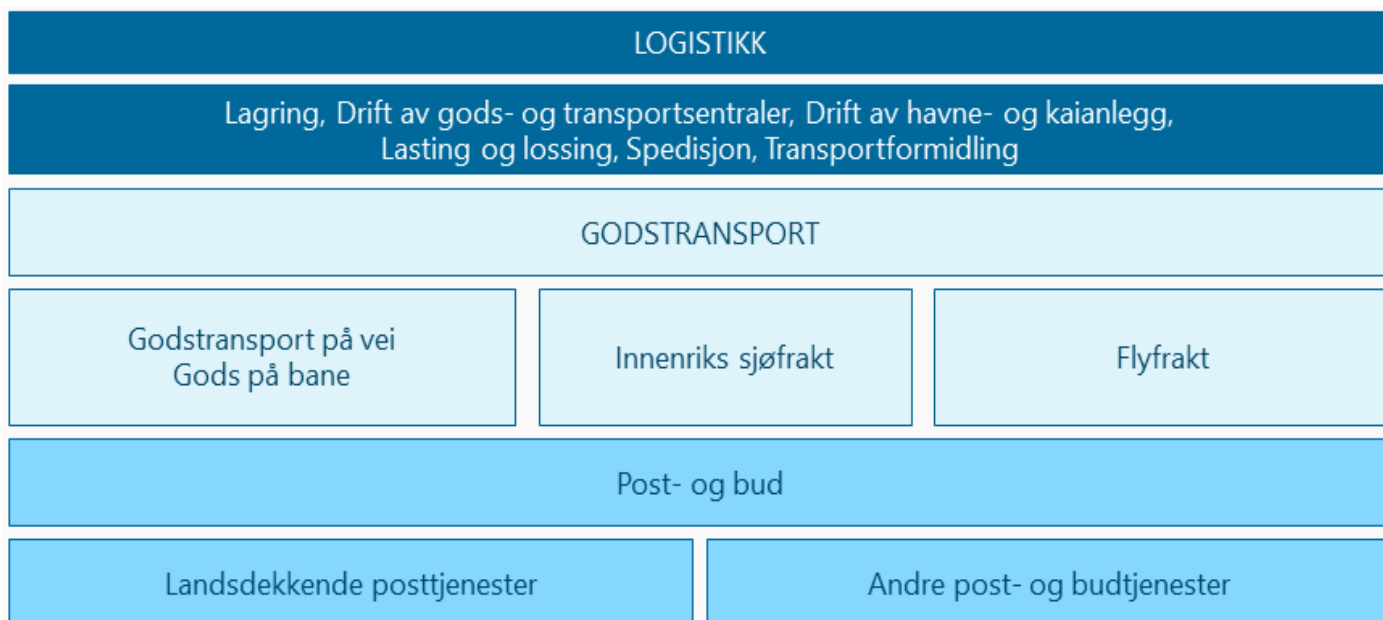 LOGISTIKK
Lagring, Drift av gods- og transportsentraler, Drift av havne- og kaianlegg,
Lasting og lossing, Spedisjon, Transportformidling
GODSTRANSPORT
Godstransport på vei
Gods på bane
Innenriks sjøfrakt
Flyfrakt
Post- og bud
Landsdekkende posttjenester
Andre post- og budtjenester